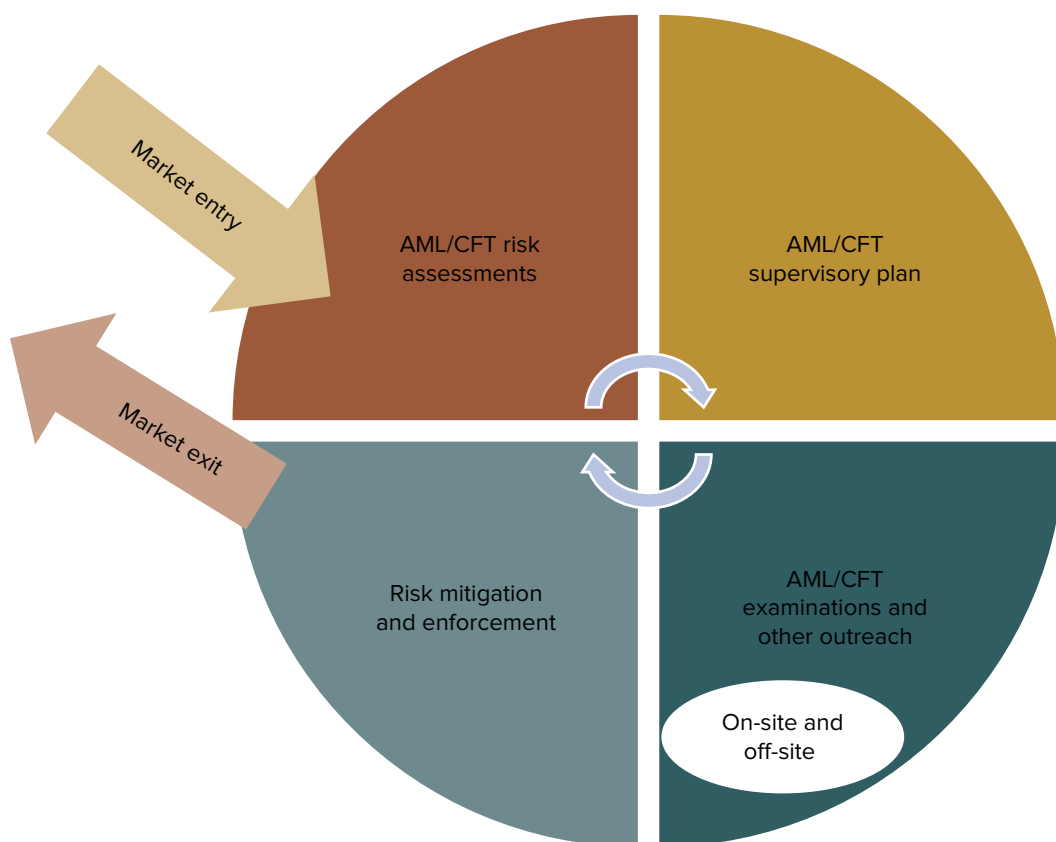 Market entry
AML/CFT risk
assessments
AML/CFT
supervisory plan
Market exit
Risk mitigation
and enforcement
AML/CFT
examinations and
other outreach
On-site and
off-site